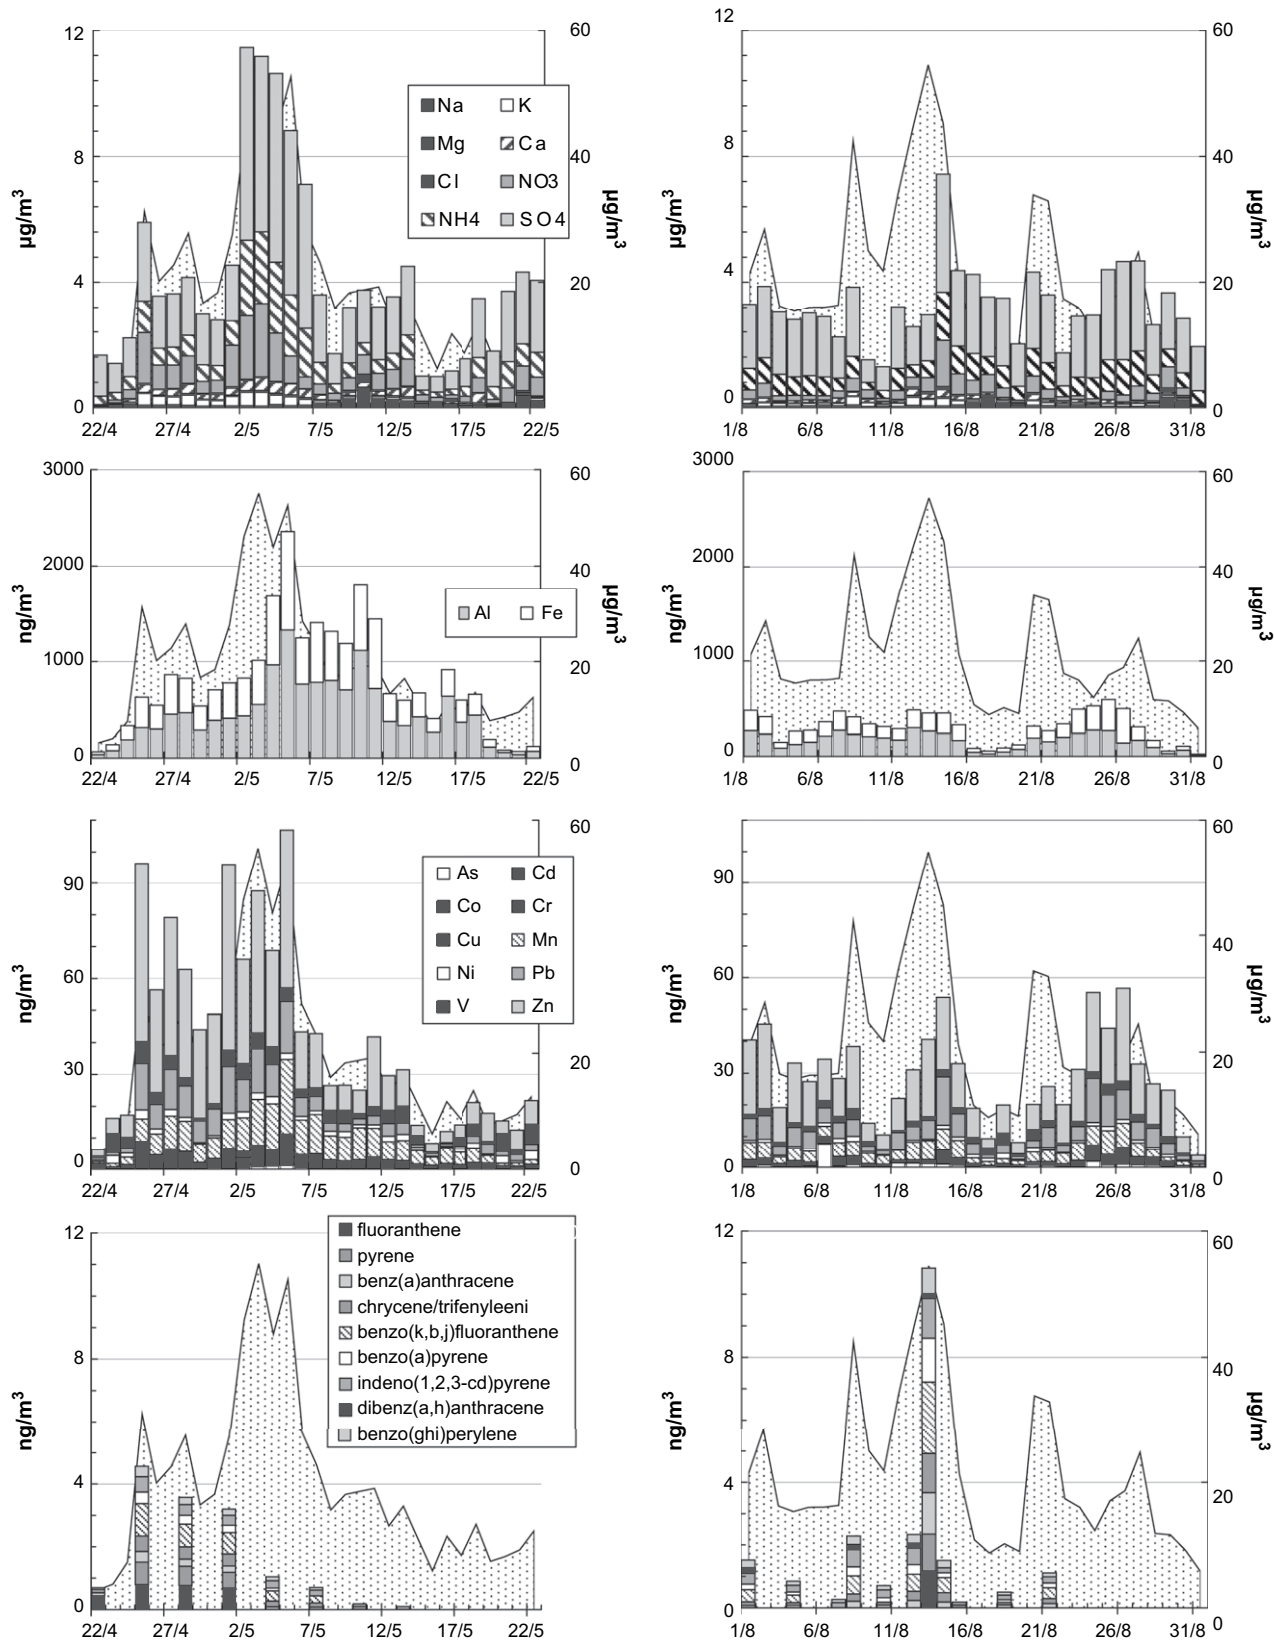 12 60 12 60
Na K
Mg Ca
Cl NO3
NH4 SO4
8 40 8 40
µg/m³ µg/m³ µg/m³ µg/m³
4 20 4 20
0 0 0 0
22/4 27/4 2/5 7/5 12/5 17/5 22/5 1/8 6/8 11/8 16/8 21/8 26/8 31/8
3000 60 3000 60
2000 40 2000 40
Al Fe
ng/m³ µg/m³ ng/m³ µg/m³
1000 20 1000 20
0 0 0 0
22/4 27/4 2/5 7/5 12/5 17/5 22/5 1/8 6/8 11/8 16/8 21/8 26/8 31/8
60 60
As Cd
Co Cr
Cu Mn
Ni Pb
V Zn
90 90 40
60 60
ng/m³ ng/m³ µg/m³
30 20 30 20
0 0 0 0
22/4 27/4 2/5 7/5 12/5 17/5 22/5 1/8 6/8 11/8 16/8 21/8 26/8 31/8
12 12 60
fluoranthene
pyrene
benz(a)anthracene
chrycene/trifenyleeni
benzo(k,b,j)fluoranthene
benzo(a)pyrene
indeno(1,2,3-cd)pyrene
dibenz(a,h)anthracene
benzo(ghi)perylene
8 8 40
ng/m³ ng/m³ µg/m³
4 4 20
0 0 0
22/4 27/4 2/5 7/5 12/5 17/5 22/5 1/8 6/8 11/8 16/8 21/8 26/8 31/8